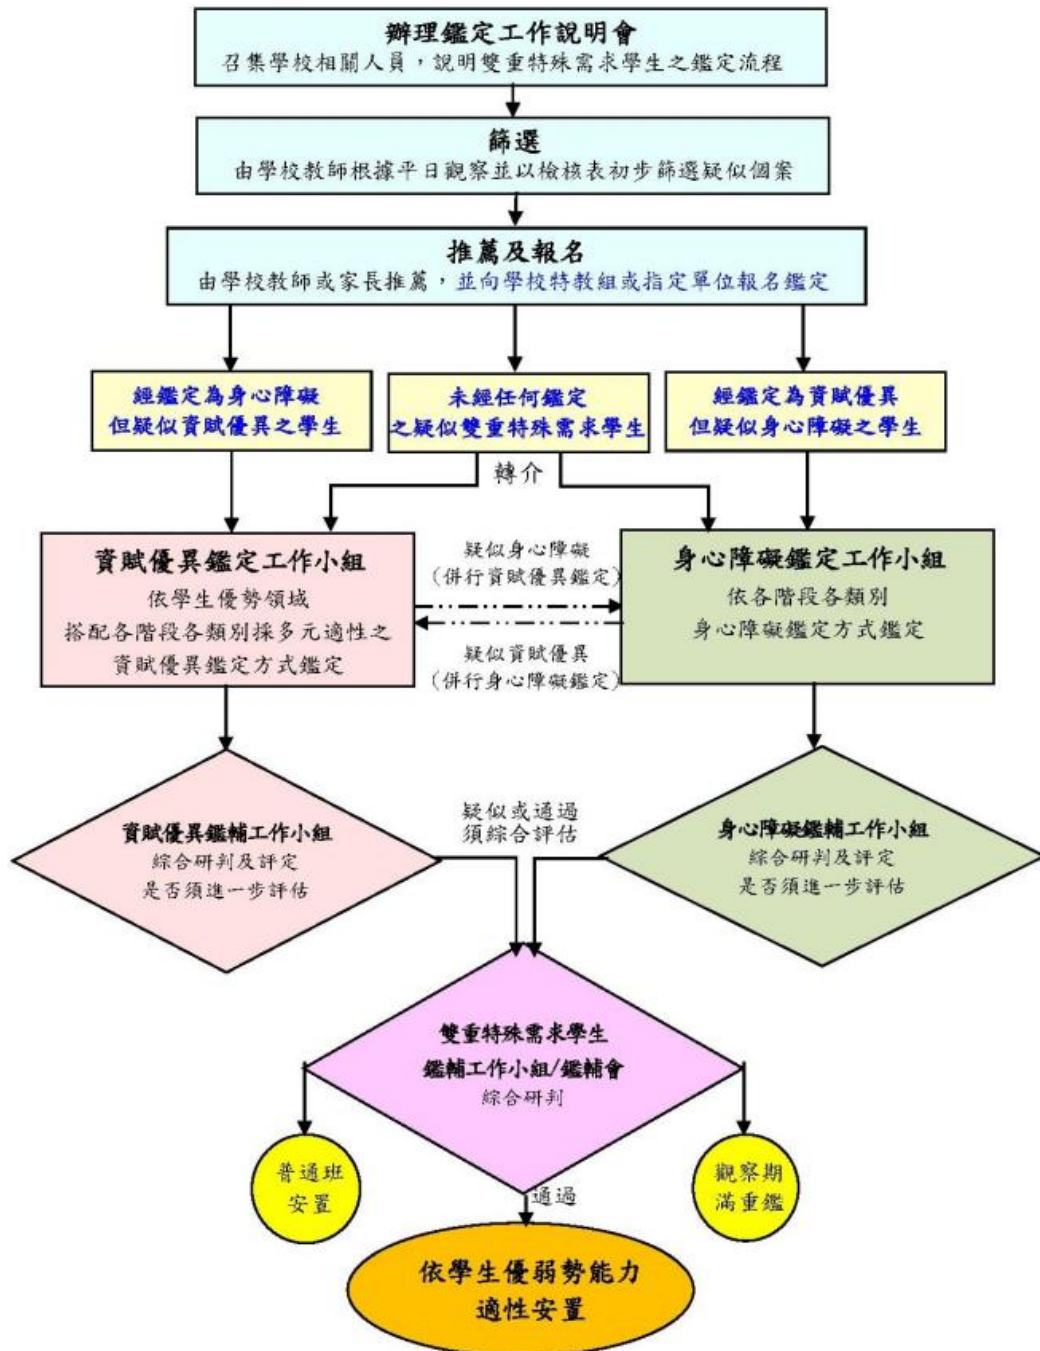 辦理鑑定工作說明會
召集學校相關人員，說明雙重特殊需求學生之鑑定流程
篩選
由學校教師根據平日觀察並以檢核表初步篩選疑似個案
推薦及報名
由學校教師或家長推薦，並向學校特教組或指定單位報名鑑定
經鑑定為身心障礙
但疑似資賦優異之學生
未經任何鑑定
之疑似雙重特殊需求學生
經鑑定為資賦優異
但疑似身心障礙之學生
轉介
資賦優異鑑定工作小組
依學生優勢領域
搭配各階段各類別採多元適性之
資賦優異鑑定方式鑑定
疑似身心障礙
(併行資賦優異鑑定)
疑似資賦優異
(併行身心障礙鑑定)
身心障礙鑑定工作小組
依各階段各類別
身心障礙鑑定方式鑑定
資賦優異鑑輔工作小組
綜合研判及評定
是否須進一步評估
疑似或通過
須綜合評估
身心障礙鑑輔工作小組
綜合研判及評定
是否須進一步評估
雙重特殊需求學生
鑑輔工作小組/鑑輔會
綜合研判
普通班
安置
通過
觀察期
滿重鑑
依學生優弱勢能力
適性安置